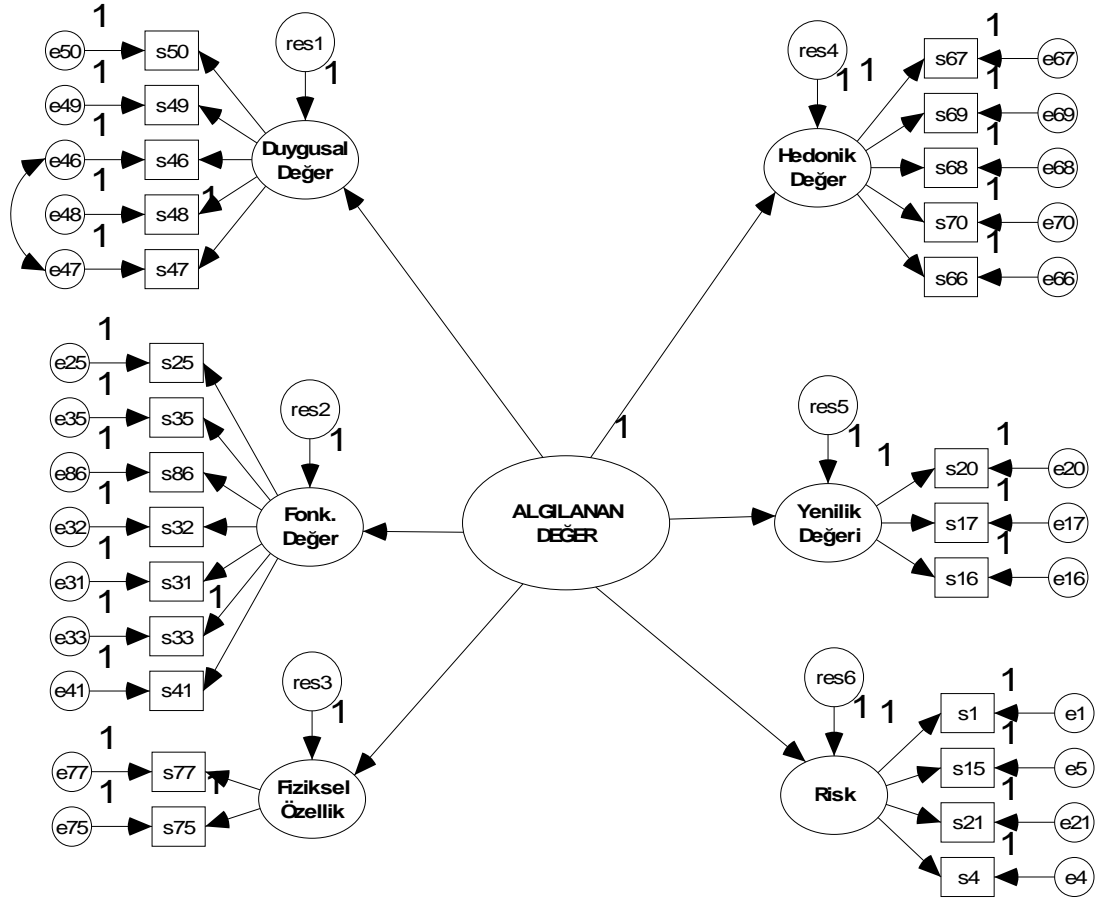 1
e50 s50
1
e49 s49
1
e46 s46
1
e48 s48
1
e47 s47
res1
1
Duygusal
Değer
1
1
e25 s25
1
e35 s35
1
e86 s86
1
e32 s32
1
e31 s31
1
e33 s33
1
e41 s41
res2
1
Fonk.
Değer
1
1
e77 s77
1
e75 s75
res3
1
Fiziksel
Özellik
1
ALGILANAN
DEĞER
1
res4
1
Hedonik
Değer
1
1
s67 e67
1
s69 e69
1
s68 e68
1
s70 e70
1
s66 e66
res5
1
Yenilik
Değeri
1
1
s20 e20
1
s17 e17
1
s16 e16
res6
1
Risk
1
1
s1 e1
1
s15 e5
1
s21 e21
1
s4 e4